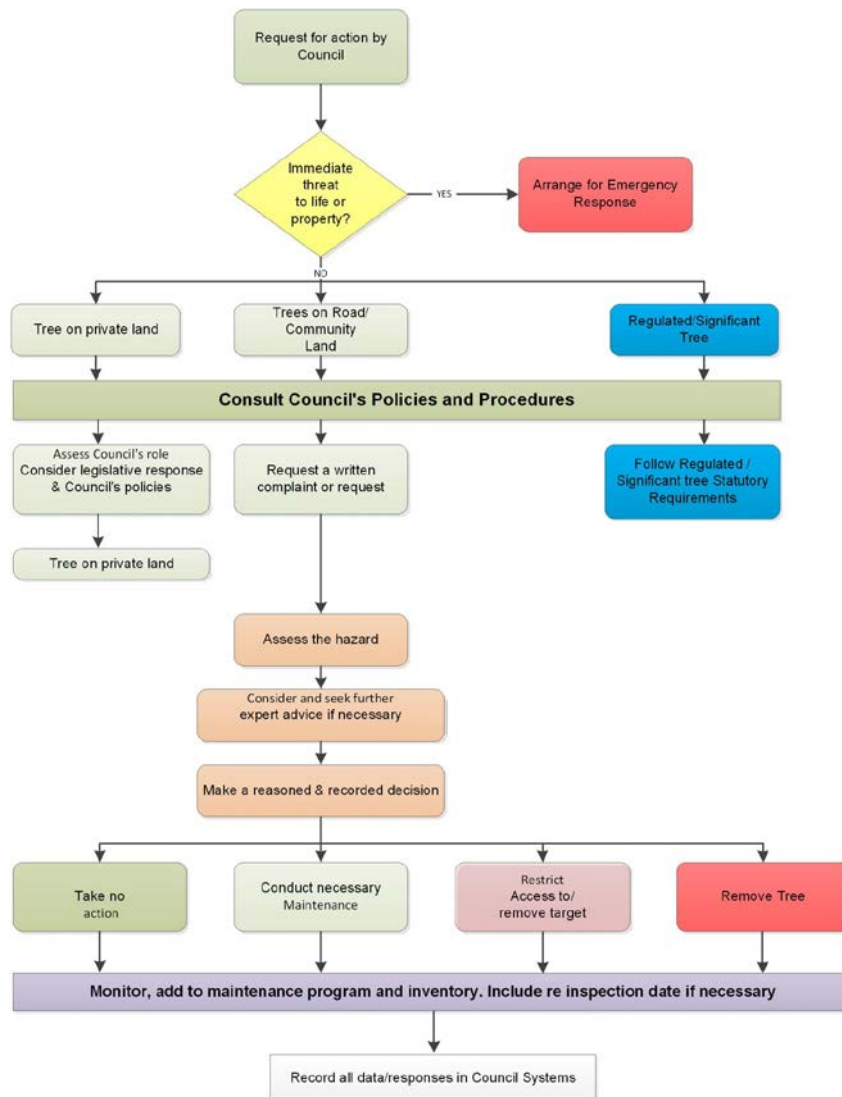 Request for action by
Council
Immediate
threat
to life or
property?
YES
Arrange for Emergency
Response
NO
Tree on private land
Trees on Road/
Community
Land
Regulated/Significant
Tree
Consult Council's Policies and Procedures
Assess Council's role
Consider legislative response
& Council's policies
Request a written
complaint or request
Follow Regulated /
Significant tree Statutory
Requirements
Tree on private land
Assess the hazard
Consider and seek further
expert advice if necessary
Make a reasoned & recorded decision
Take no
action
Conduct necessary
Maintenance
Restrict
Access to/
remove target
Remove Tree
Monitor, add to maintenance program and inventory. Include re inspection date if necessary
Record all data/responses in Council Systems